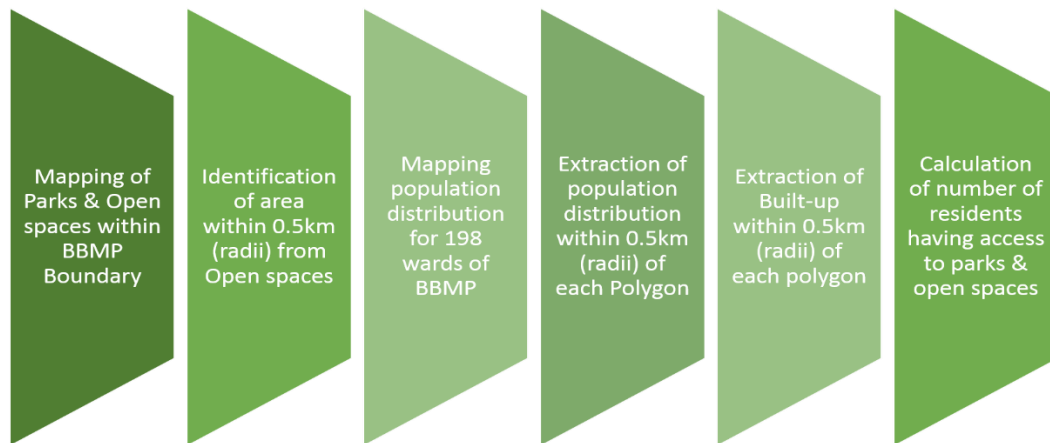 Mapping of
Parks & Open
spaces within
BBMP
Boundary
Identification
of area
within 0.5km
(radii) from
Open spaces
Mapping
population
distribution
for 198
wards of
BBMP
Extraction of
population
distribution
within 0.5km
(radii) of
each Polygon
Extraction of
Built-up
within 0.5km
(radii) of
each polygon
Calculation
of number of
residents
having access
to parks &
open spaces